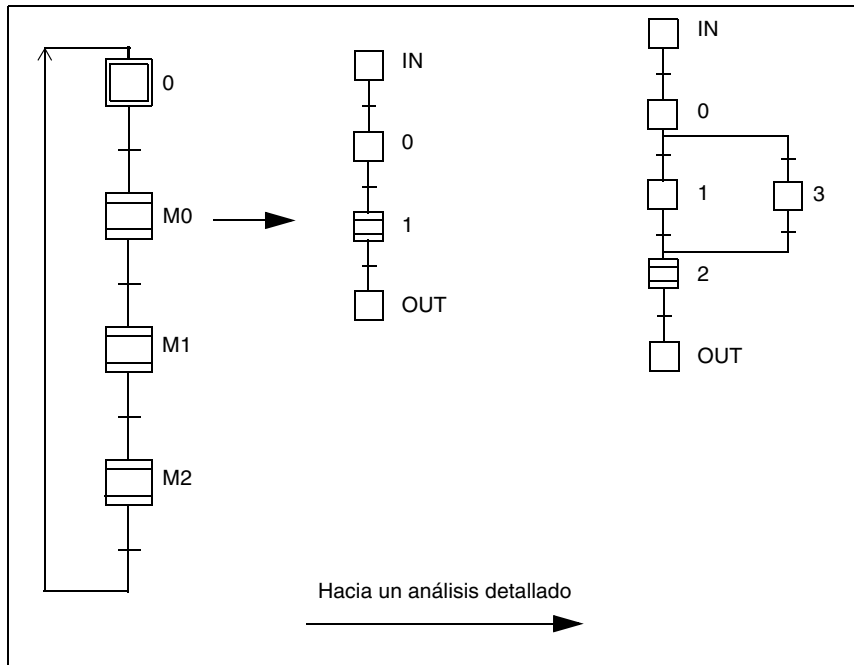 0
M0
M1
M2
IN
0
1
OUT
IN
0
1
3
2
OUT
Hacia un análisis detallado